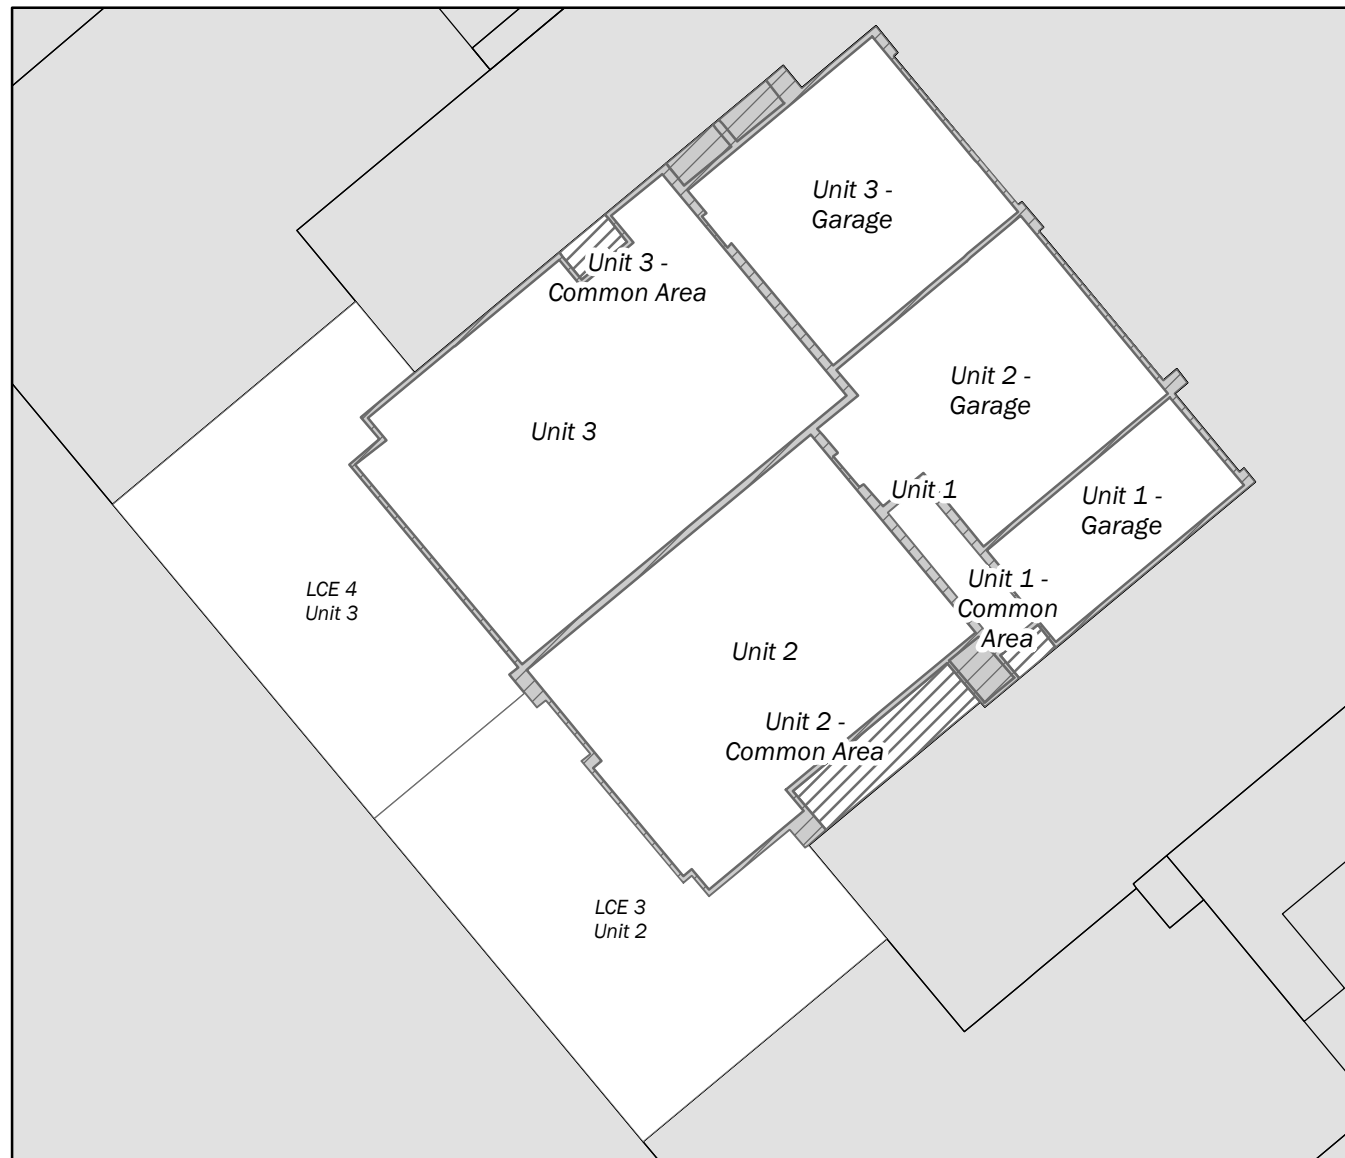 Unit 3 -
Garage
Unit 3 -
Common Area
Unit 2 -
Garage
Unit 3
Unit 1
Unit 1 -
Garage
Unit 1 -
Common
Area
LCE 4
Unit 3
Unit 2
Unit 2 -
Common Area
LCE 3
Unit 2